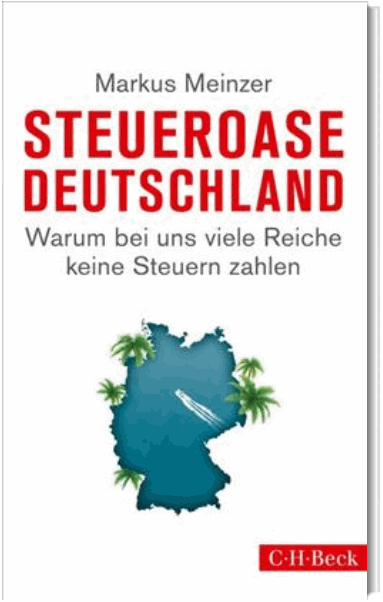 Markus Meinzer
STEUEROASE
DEUTSCHLAND
Warum bei uns viele Reiche
keine Steuern zahlen
C·H·Beck